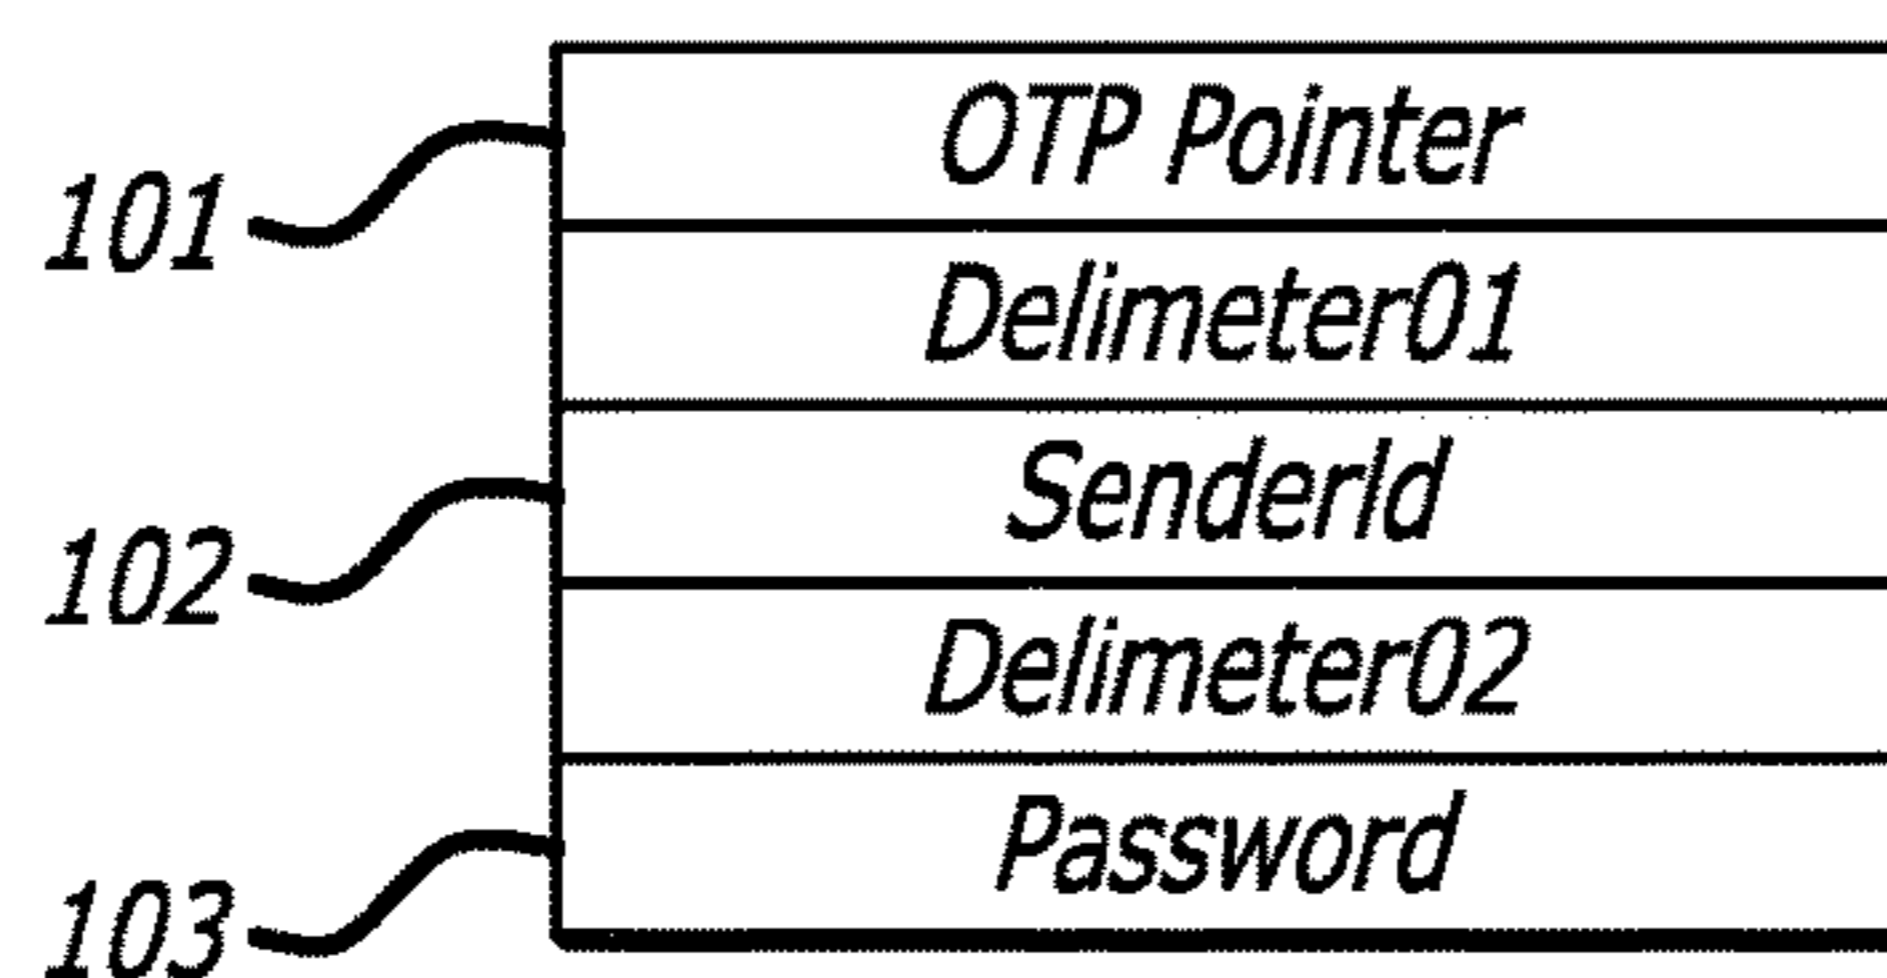 OTP Pointer
101
Delimeter01
SenderId
102
Delimeter02
Password
103